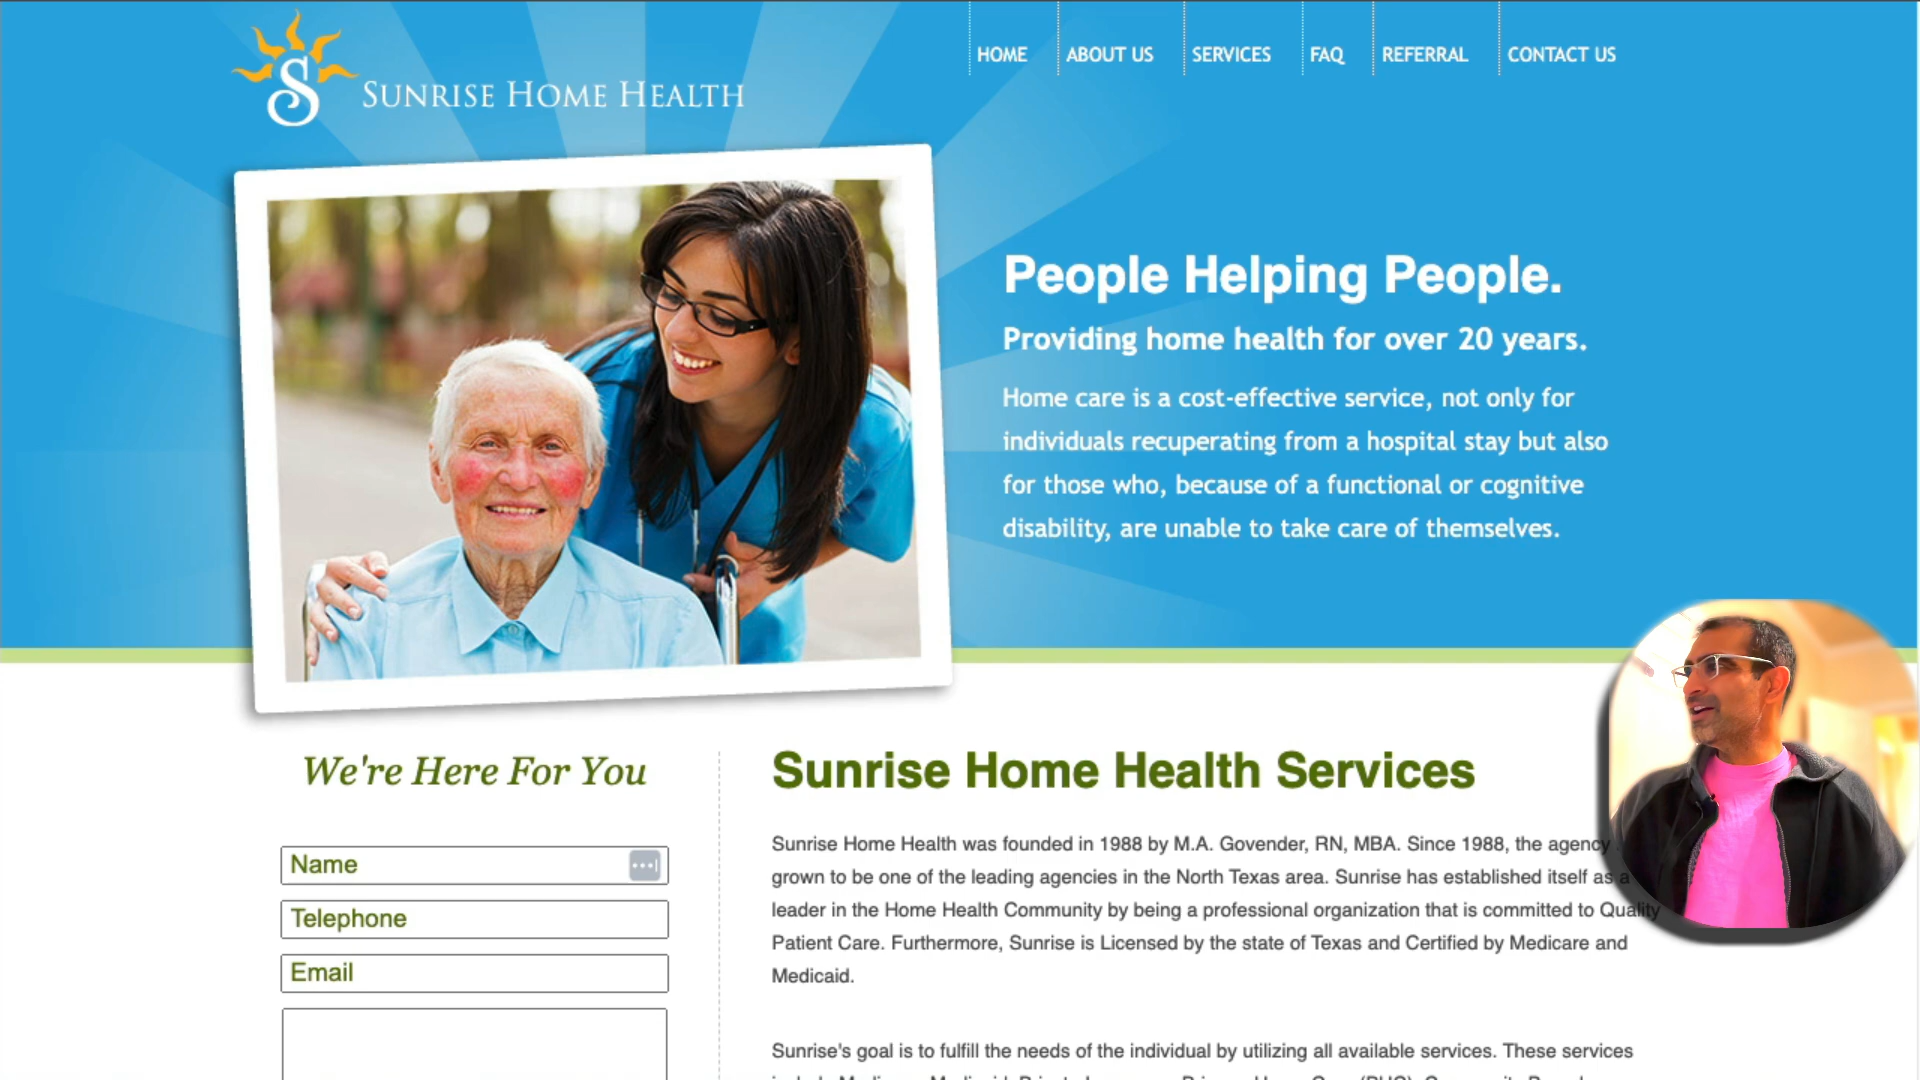 SUNRISE HOME HEALTH
HOME
ABOUT US
SERVICES
FAQ
REFERRAL
CONTACT US
People Helping People.
Providing home health for over 20 years.
Home care is a cost-effective service, not only for
individuals recuperating from a hospital stay but also
for those who, because of a functional or cognitive
disability, are unable to take care of themselves.
We're Here For You
Name
Telephone
Email
Sunrise Home Health Services
Sunrise Home Health was founded in 1988 by M.A. Govender, RN, MBA. Since 1988, the agency
grown to be one of the leading agencies in the North Texas area. Sunrise has established itself as a
leader in the Home Health Community by being a professional organization that is committed to Quality
Patient Care. Furthermore, Sunrise is Licensed by the state of Texas and Certified by Medicare and
Medicaid.
Sunrise's goal is to fulfill the needs of the individual by utilizing all available services. These services